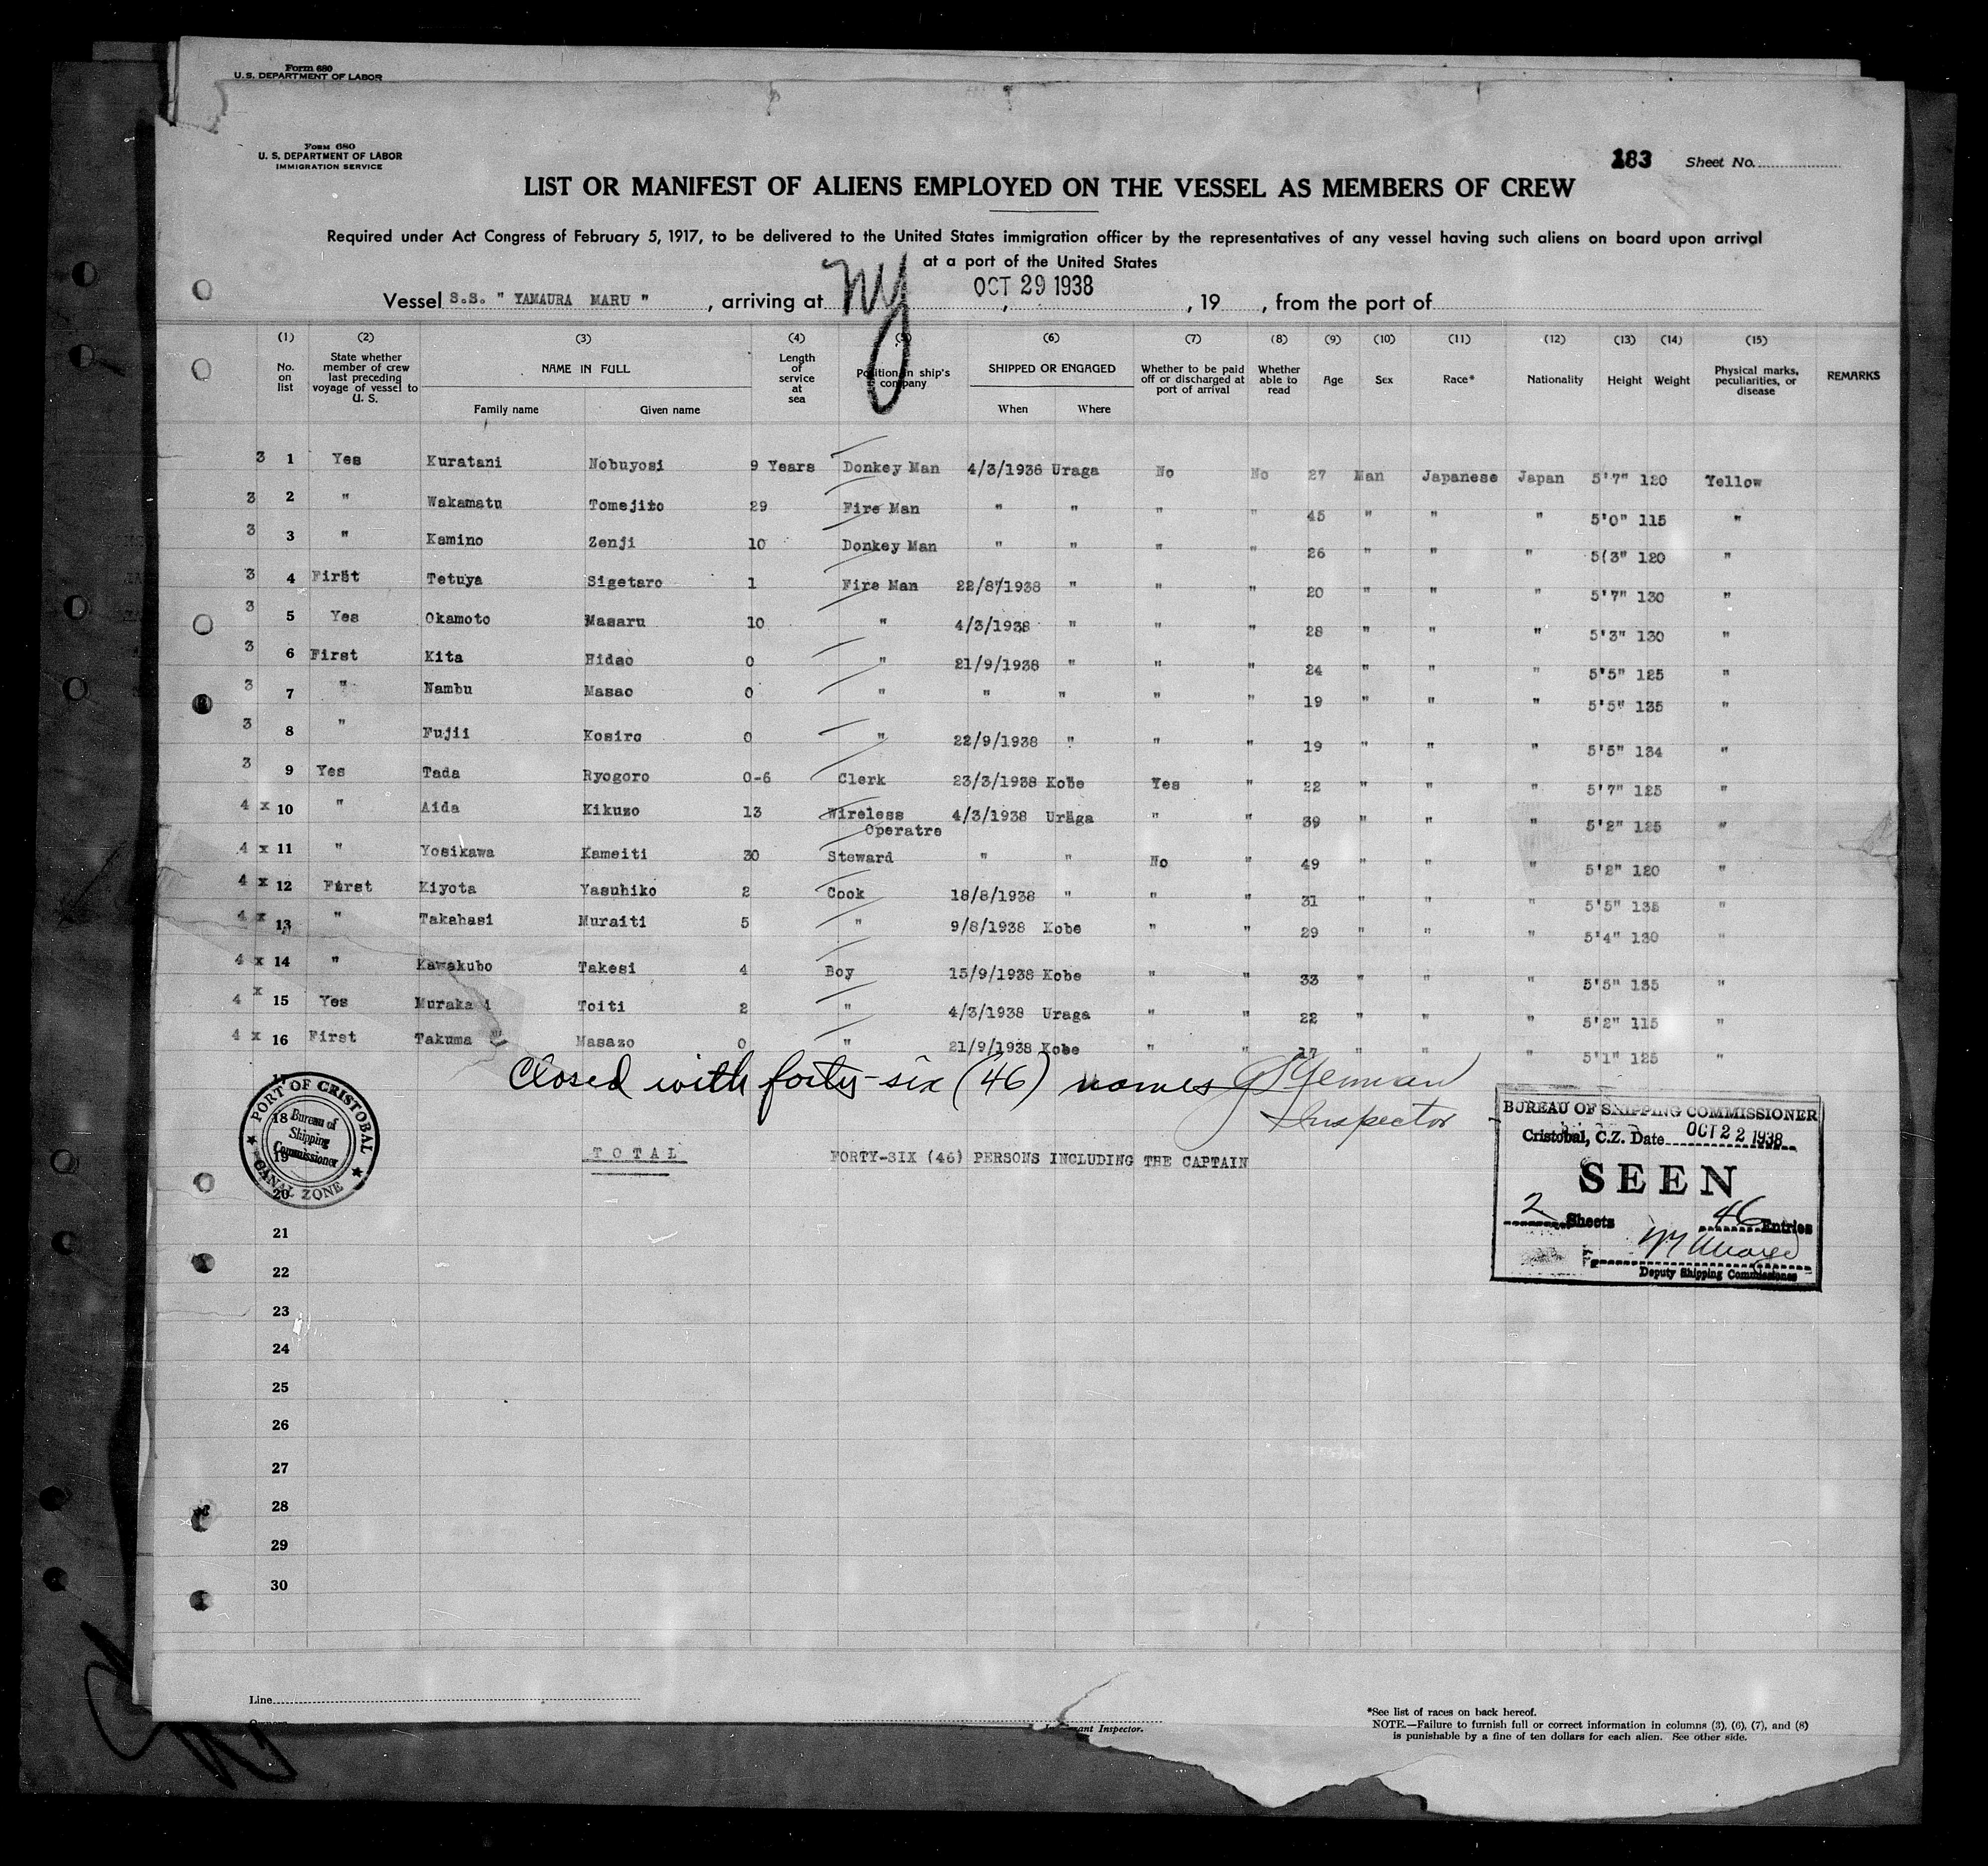 Form 680
U. S. DEPARTMENT OF LABOR
Form 680
U. S. DEPARTMENT OF LABOR
IMMIGRATION SERVICE
183 Sheet No.
LIST OR MANIFEST OF ALIENS EMPLOYED ON THE VESSEL AS MEMBERS OF CREW
Required under Act Congress of February 5, 1917, to be delivered to the United States immigration officer by the representatives of any vessel having such aliens on board upon arrival
at a port of the United States
Vessel S.S. " YAMAURA MARU " , arriving at NY , OCT 29 1938 , 19 , from the port of
(1) (2) (3) (4) (5) (6) (7) (8) (9) (10) (11) (12) (13) (14) (15)
No. on list State whether member of crew last preceding voyage of vessel to U. S. NAME IN FULL Family name Given name Length of service at sea Position in ship's company SHIPPED OR ENGAGED When Where Whether to be paid off or discharged at port of arrival Whether able to read Age Sex Race* Nationality Height Weight Physical marks, peculiarities, or disease REMARKS
3 1 Yes Kuratani Nobuyosi 9 Years Donkey Man 4/3/1938 Uraga No No 27 Man Japanese Japan 5'7" 120 Yellow
3 2 " Wakamatu Tomejiro 29 Fire Man " " " " 45 " " " 5'0" 115 "
3 3 " Kamino Zenji 10 Donkey Man " " " " 26 " " " 5(3" 120 "
3 4 First Tetuya Sigetaro 1 Fire Man 22/8/1938 " " " 20 " " " 5'7" 130 "
3 5 Yes Okamoto Masaru 10 " 4/3/1938 " " " 28 " " " 5'3" 130 "
3 6 First Kita Hidao 0 " 21/9/1938 " " " 24 " " " 5'5" 125 "
3 7 " Nambu Masao 0 " " " " " 19 " " " 5'5" 135 "
3 8 " Fujii Kosiro 0 " 22/9/1938 " " " 19 " " " 5'5" 134 "
3 9 Yes Tada Ryogoro 0-6 Clerk 23/3/1938 Kobe Yes " 22 " " " 5'7" 125 "
4 x 10 " Aida Kikuzo 13 Wireless Operatre 4/3/1938 Uraga " " 39 " " " 5'2" 125 "
4 x 11 " Yosikawa Kameiti 30 Steward " " No " 49 " " " 5'2" 120 "
4 x 12 First Kiyota Yasuhiko 2 Cook 18/8/1938 " " " 31 " " " 5'5" 135 "
4 x 13 " Takahasi Muraiti 5 " 9/8/1938 Kobe " " 29 " " " 5'4" 130 "
4 x 14 " Kawakubo Takesi 4 Boy 15/9/1938 Kobe " " 33 " " " 5'5" 135 "
4 x 15 Yes Muraka i Toiti 2 " 4/3/1938 Uraga " " 22 " " " 5'2" 115 "
4 x 16 First Takuma Masazo 0 " 21/9/1938 Kobe " " 17 " " " 5'1" 125 "
Closed with forty-six (46) names
Inspector
17
18
19
20
PORT OF CRISTOBAL
Bureau of
Shipping
Commissioner
CANAL ZONE
TOTAL FORTY-SIX (46) PERSONS INCLUDING THE CAPTAIN
BUREAU OF SHIPPING COMMISSIONER
Cristobal, C.Z. Date OCT 22 1938
SEEN
2 Sheets 46 Entries
Deputy Shipping Commissioner
21
22
23
24
25
26
27
28
29
30
Line
Owners
Immigrant Inspector.
*See list of races on back hereof.
NOTE.—Failure to furnish full or correct information in columns (3), (6), (7), and (8)
is punishable by a fine of ten dollars for each alien. See other side.